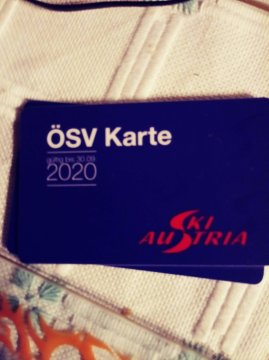 ÖSV Karte
gültig bis 30.09
2020
SKI
AUSTRIA